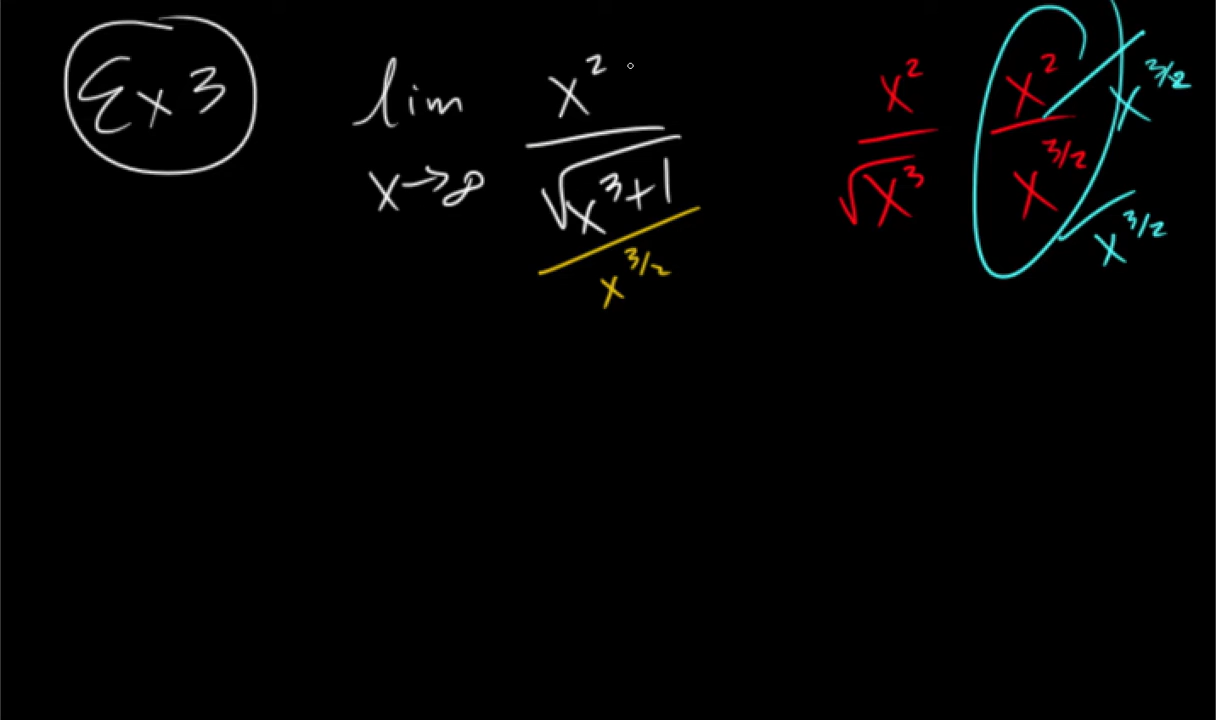 Ex 3
lim x→∞ x² / √(x³+1)
x^(3/2)
x² / √x³
x² / x^(3/2)
x^(3/2)
x^(3/2)